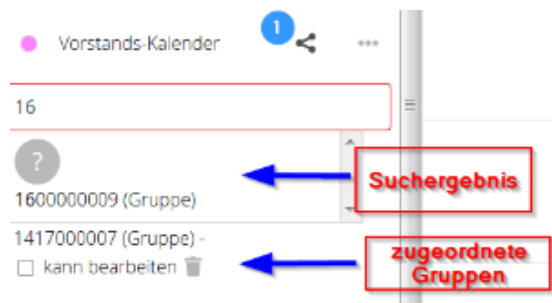 Vorstands-Kalender
1
16
?
1600000009 (Gruppe)
Suchergebnis
1417000007 (Gruppe) -
kann bearbeiten
zugeordnete
Gruppen